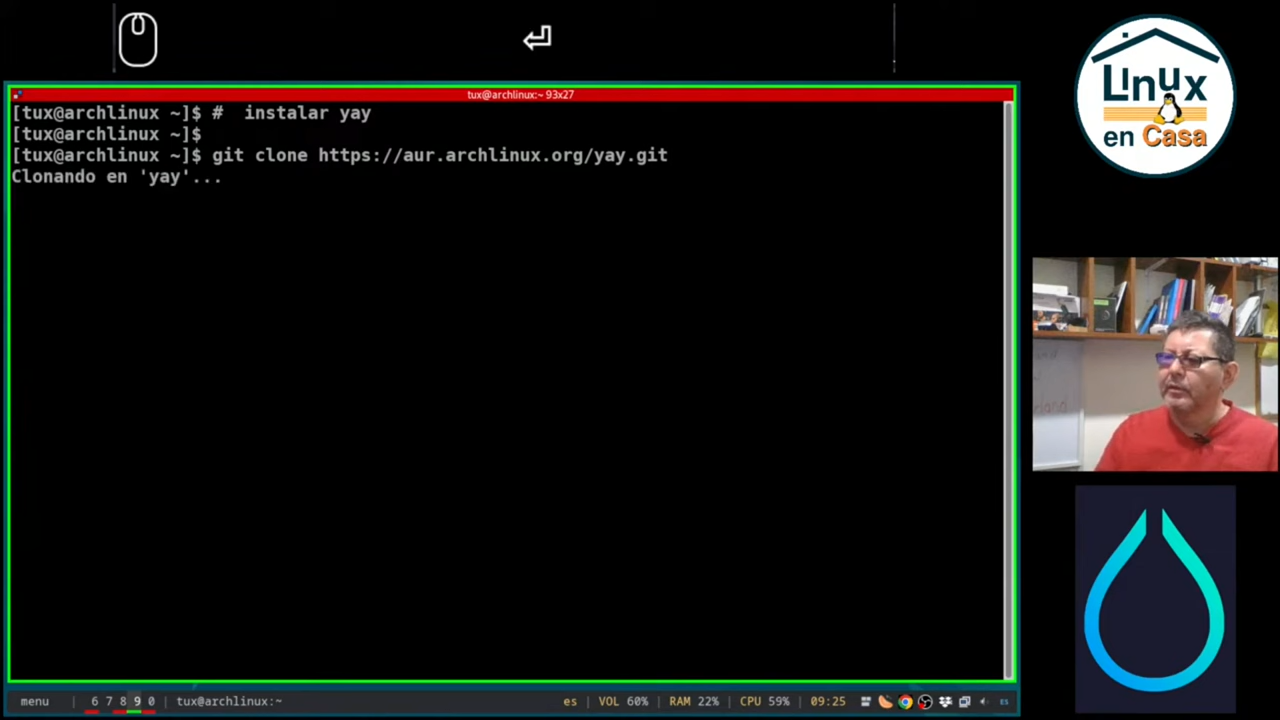 tux@archlinux:~ 93x27
[tux@archlinux ~]$ #  instalar yay
[tux@archlinux ~]$
[tux@archlinux ~]$ git clone https://aur.archlinux.org/yay.git
Clonando en 'yay'...
Linux
en Casa
menu | 6 7 8 9 0 | tux@archlinux:~
es | VOL 60% | RAM 22% | CPU 59% | 09:25
ES